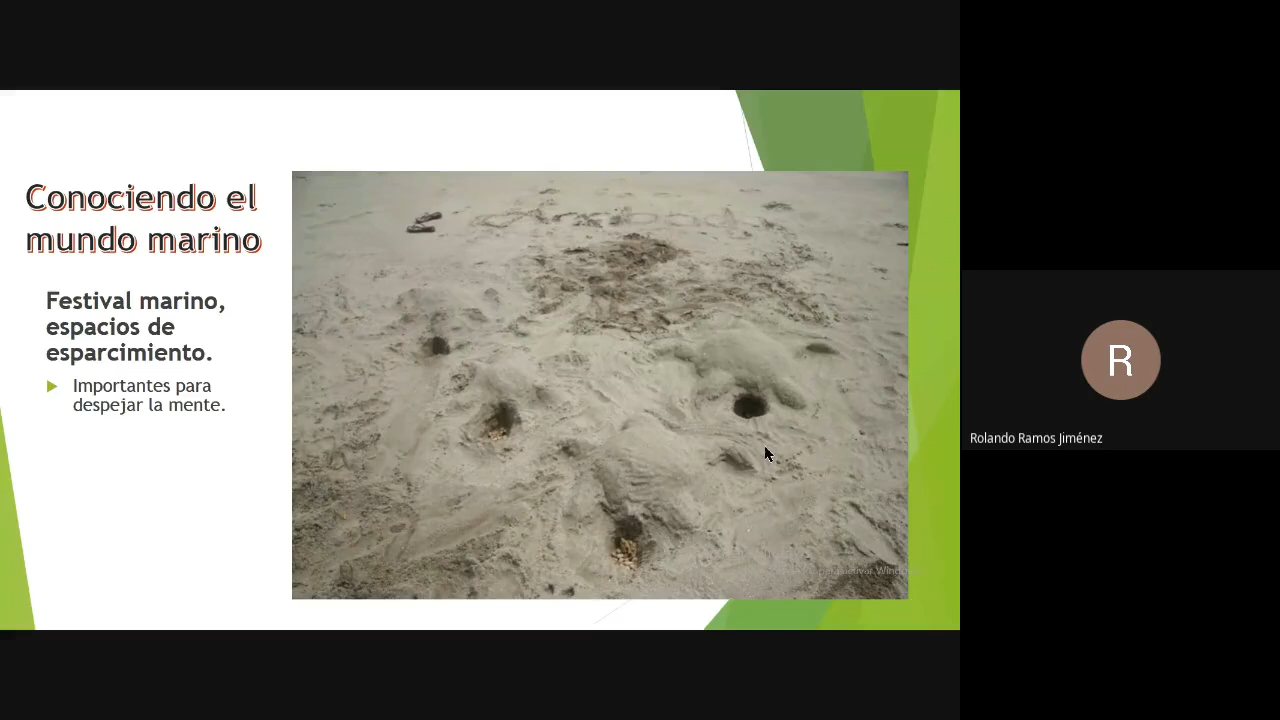 Conociendo el
mundo marino
Festival marino,
espacios de
esparcimiento.
Importantes para
despejar la mente.
R
Rolando Ramos Jiménez